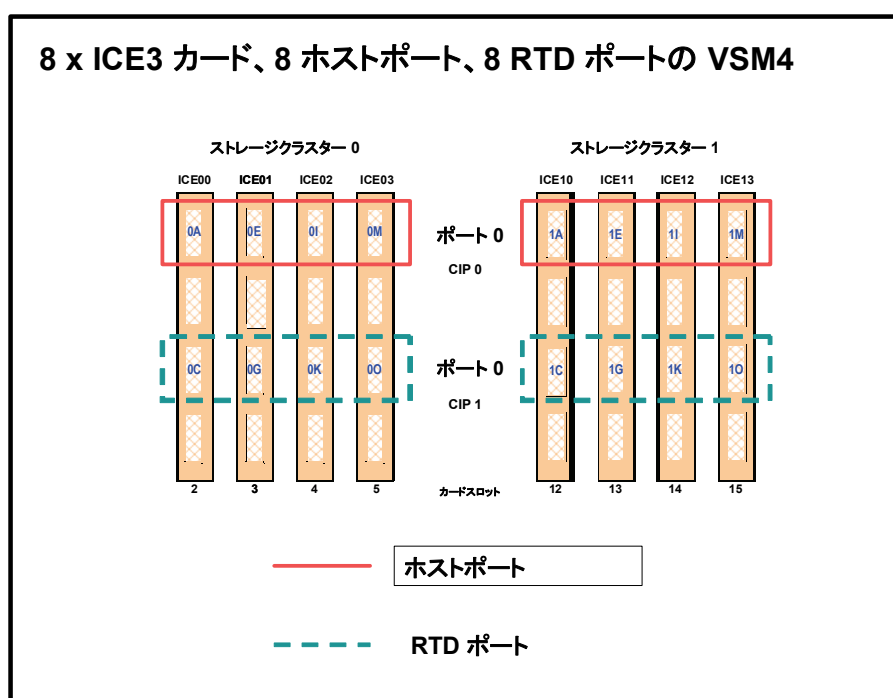 8 x ICE3 カード、8 ホストポート、8 RTD ポートの VSM4
ストレージクラスター 0
ストレージクラスター 1
ICE00 ICE01 ICE02 ICE03
ICE10 ICE11 ICE12 ICE13
0A 0E 0I 0M
ポート 0
1A 1E 1I 1M
CIP 0
0C 0G 0K 0O
ポート 0
1C 1G 1K 1O
CIP 1
2 3 4 5
カードスロット
12 13 14 15
ホストポート
RTD ポート